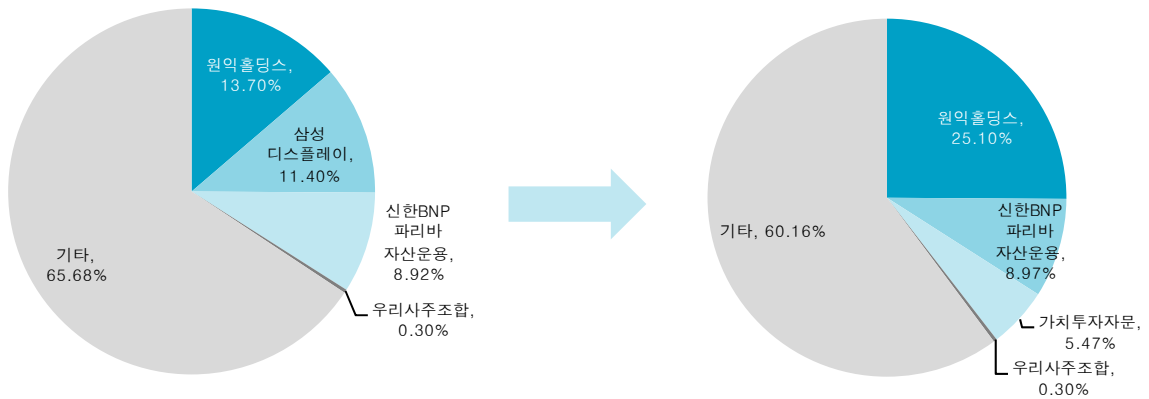 원익홀딩스,
13.70%
삼성
디스플레이,
11.40%
신한BNP
파리바
자산운용,
8.92%
우리사주조합,
0.30%
기타,
65.68%
원익홀딩스,
25.10%
신한BNP
파리바
자산운용,
8.97%
가치투자자문,
5.47%
우리사주조합,
0.30%
기타, 60.16%